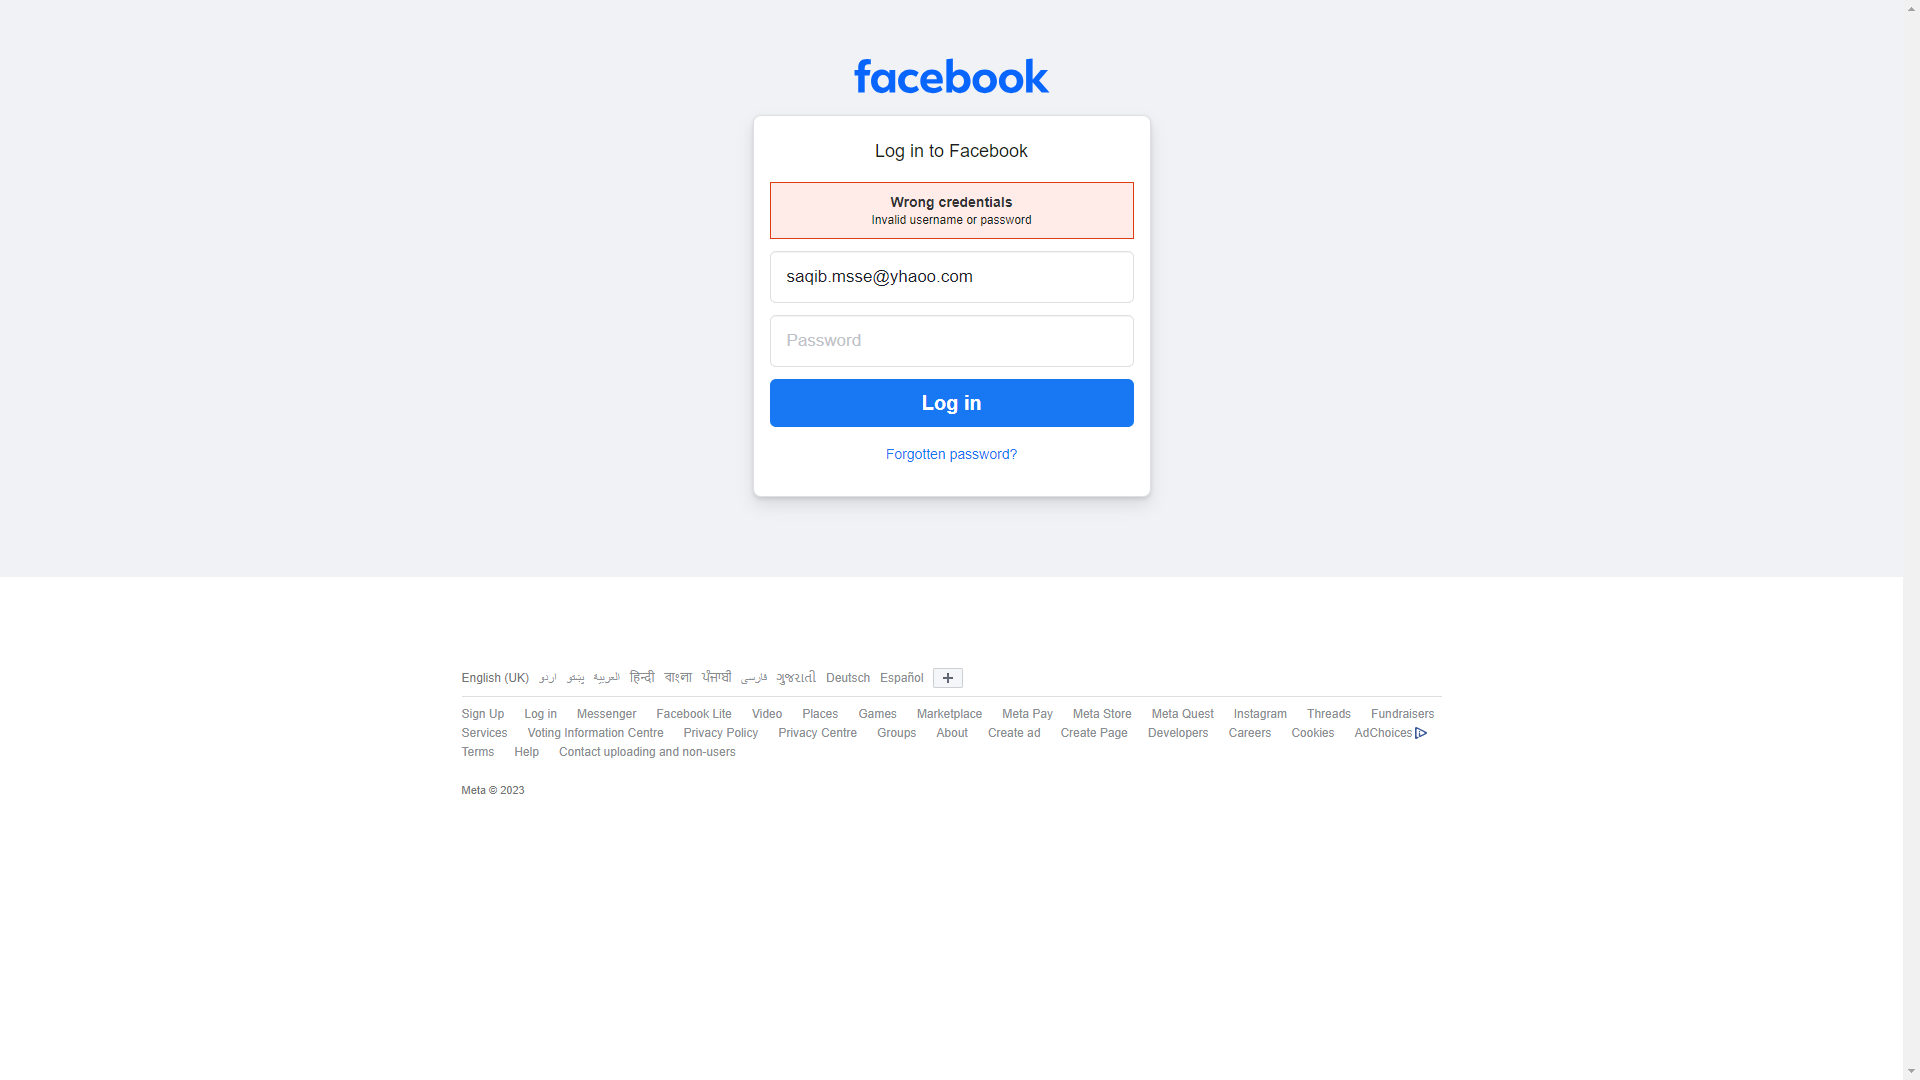 facebook
Log in to Facebook
Wrong credentials
Invalid username or password
saqib.msse@yhaoo.com
Password
Log in
Forgotten password?
English (UK) اردو پښتو العربية हिन्दी বাংলা ਪੰਜਾਬੀ فارسی ગુજરાતી Deutsch Español
Sign Up Log in Messenger Facebook Lite Video Places Games Marketplace Meta Pay Meta Store Meta Quest Instagram Threads Fundraisers
Services Voting Information Centre Privacy Policy Privacy Centre Groups About Create ad Create Page Developers Careers Cookies AdChoices
Terms Help Contact uploading and non-users
Meta © 2023